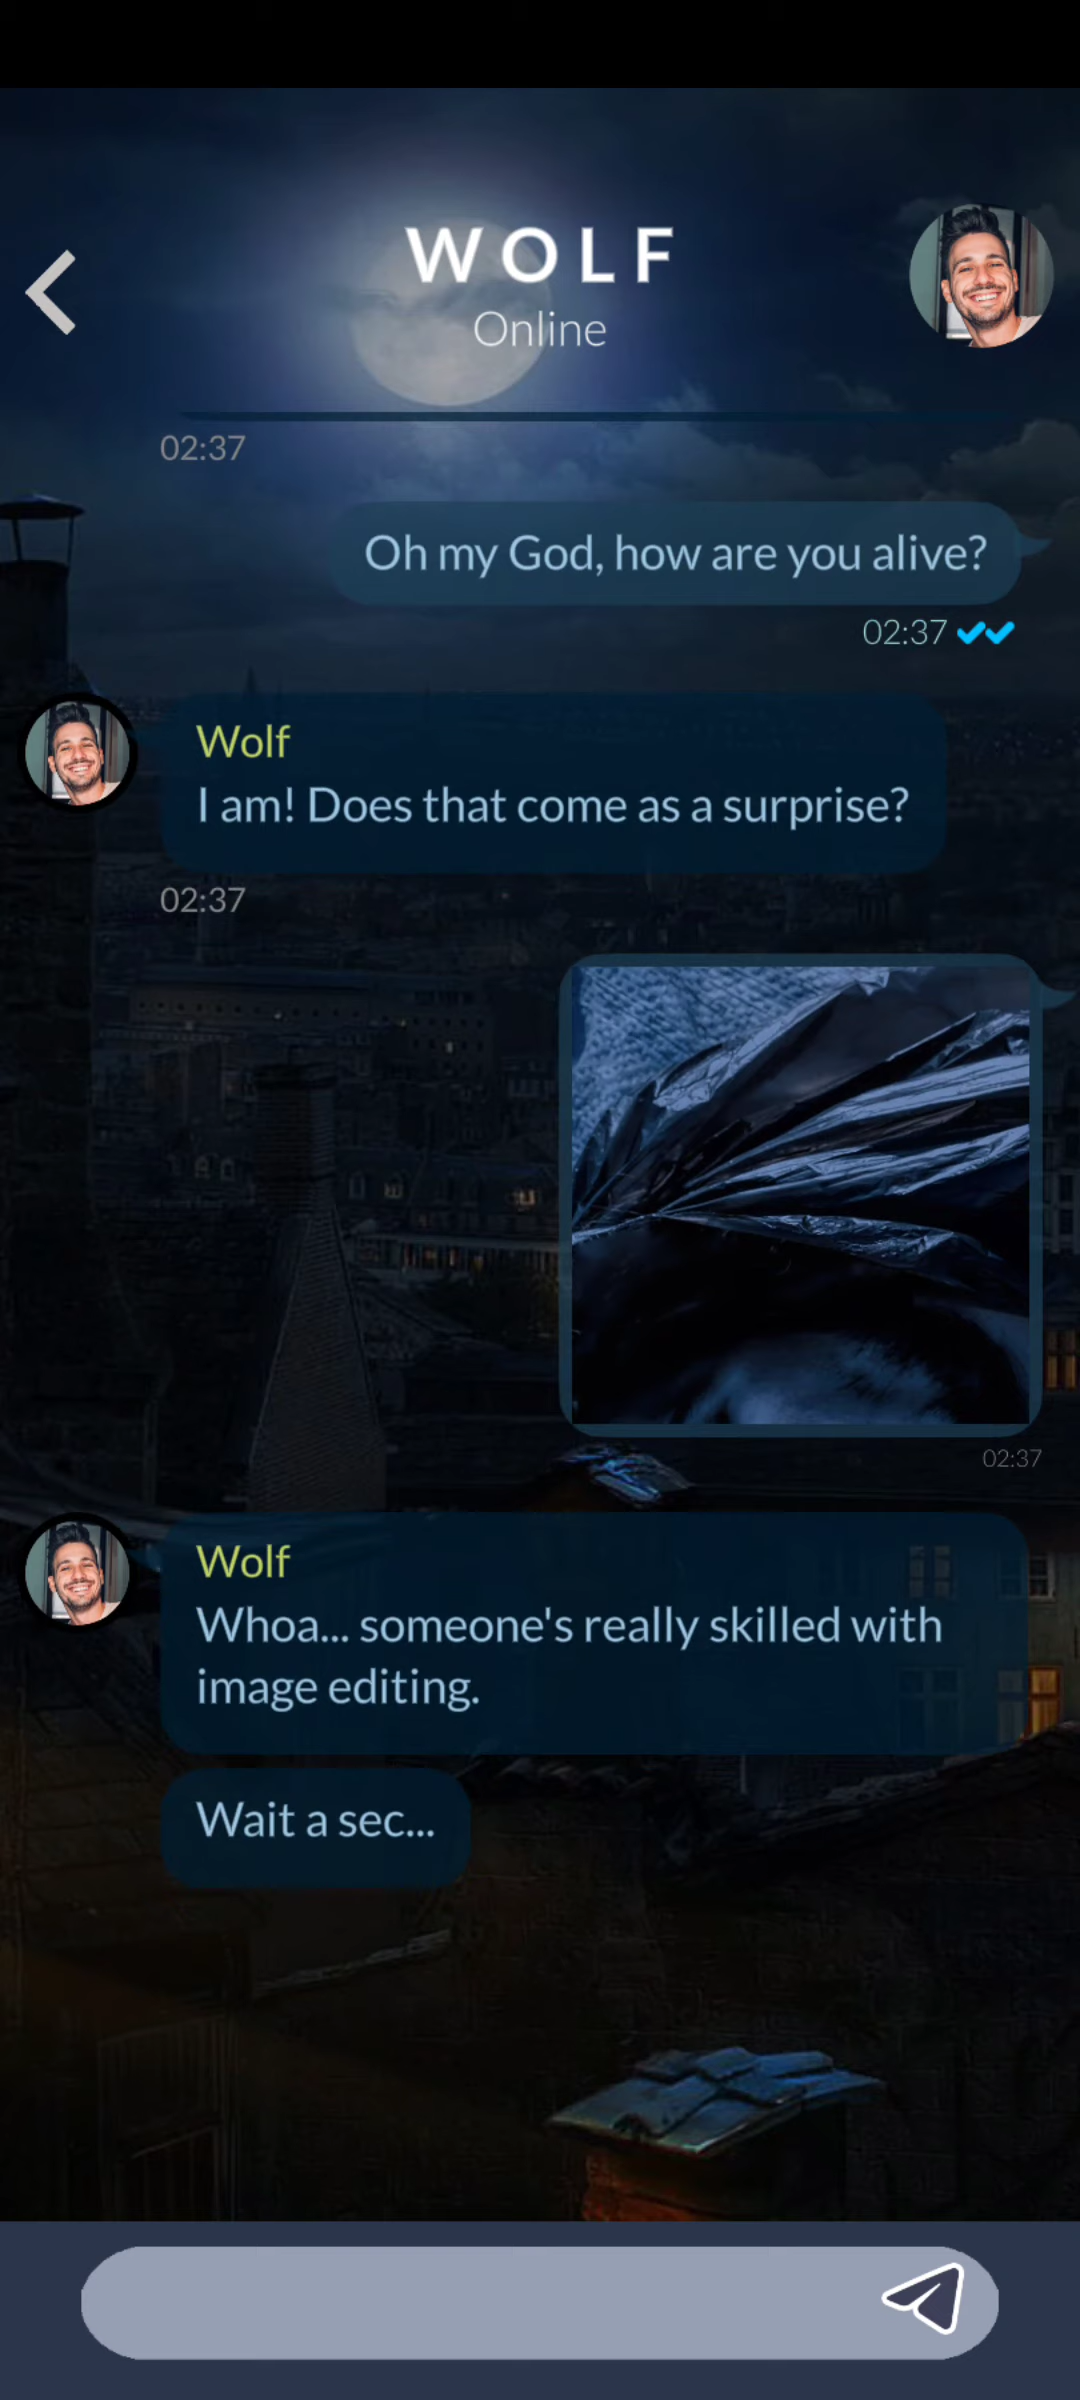 WOLF
Online
02:37
Oh my God, how are you alive?
02:37
Wolf
I am! Does that come as a surprise?
02:37
02:37
Wolf
Whoa... someone's really skilled with
image editing.
Wait a sec...